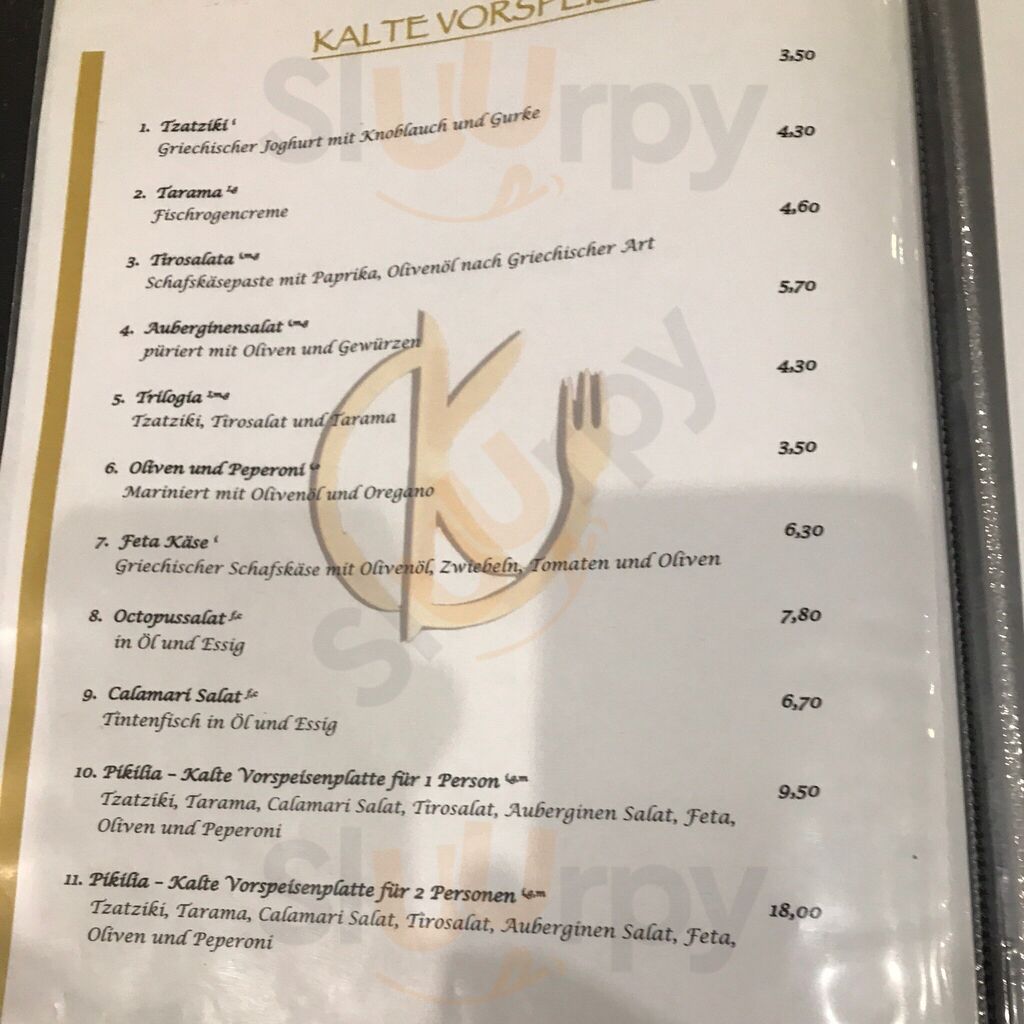 KALTE VORSPEIS
3,50
1. Tzatziki
Griechischer Joghurt mit Knoblauch und Gurke
4,30
2. Tarama
Fischrogencreme
4,60
3. Tirosalata
Schafskäsepaste mit Paprika, Olivenöl nach Griechischer Art
5,70
4. Auberginensalat
püriert mit Oliven und Gewürzen
4,30
5. Trilogia
Tzatziki, Tirosalat und Tarama
3,50
6. Oliven und Peperoni
Mariniert mit Olivenöl und Oregano
6,30
7. Feta Käse
Griechischer Schafskäse mit Olivenöl, Zwiebeln, Tomaten und Oliven
7,80
8. Octopussalat
in Öl und Essig
6,70
9. Calamari Salat
Tintenfisch in Öl und Essig
9,50
10. Pikilia – Kalte Vorspeisenplatte für 1 Person
Tzatziki, Tarama, Calamari Salat, Tirosalat, Auberginen Salat, Feta,
Oliven und Peperoni
18,00
11. Pikilia – Kalte Vorspeisenplatte für 2 Personen
Tzatziki, Tarama, Calamari Salat, Tirosalat, Auberginen Salat, Feta,
Oliven und Peperoni
Sluurpy
Sluurpy
Sluurpy